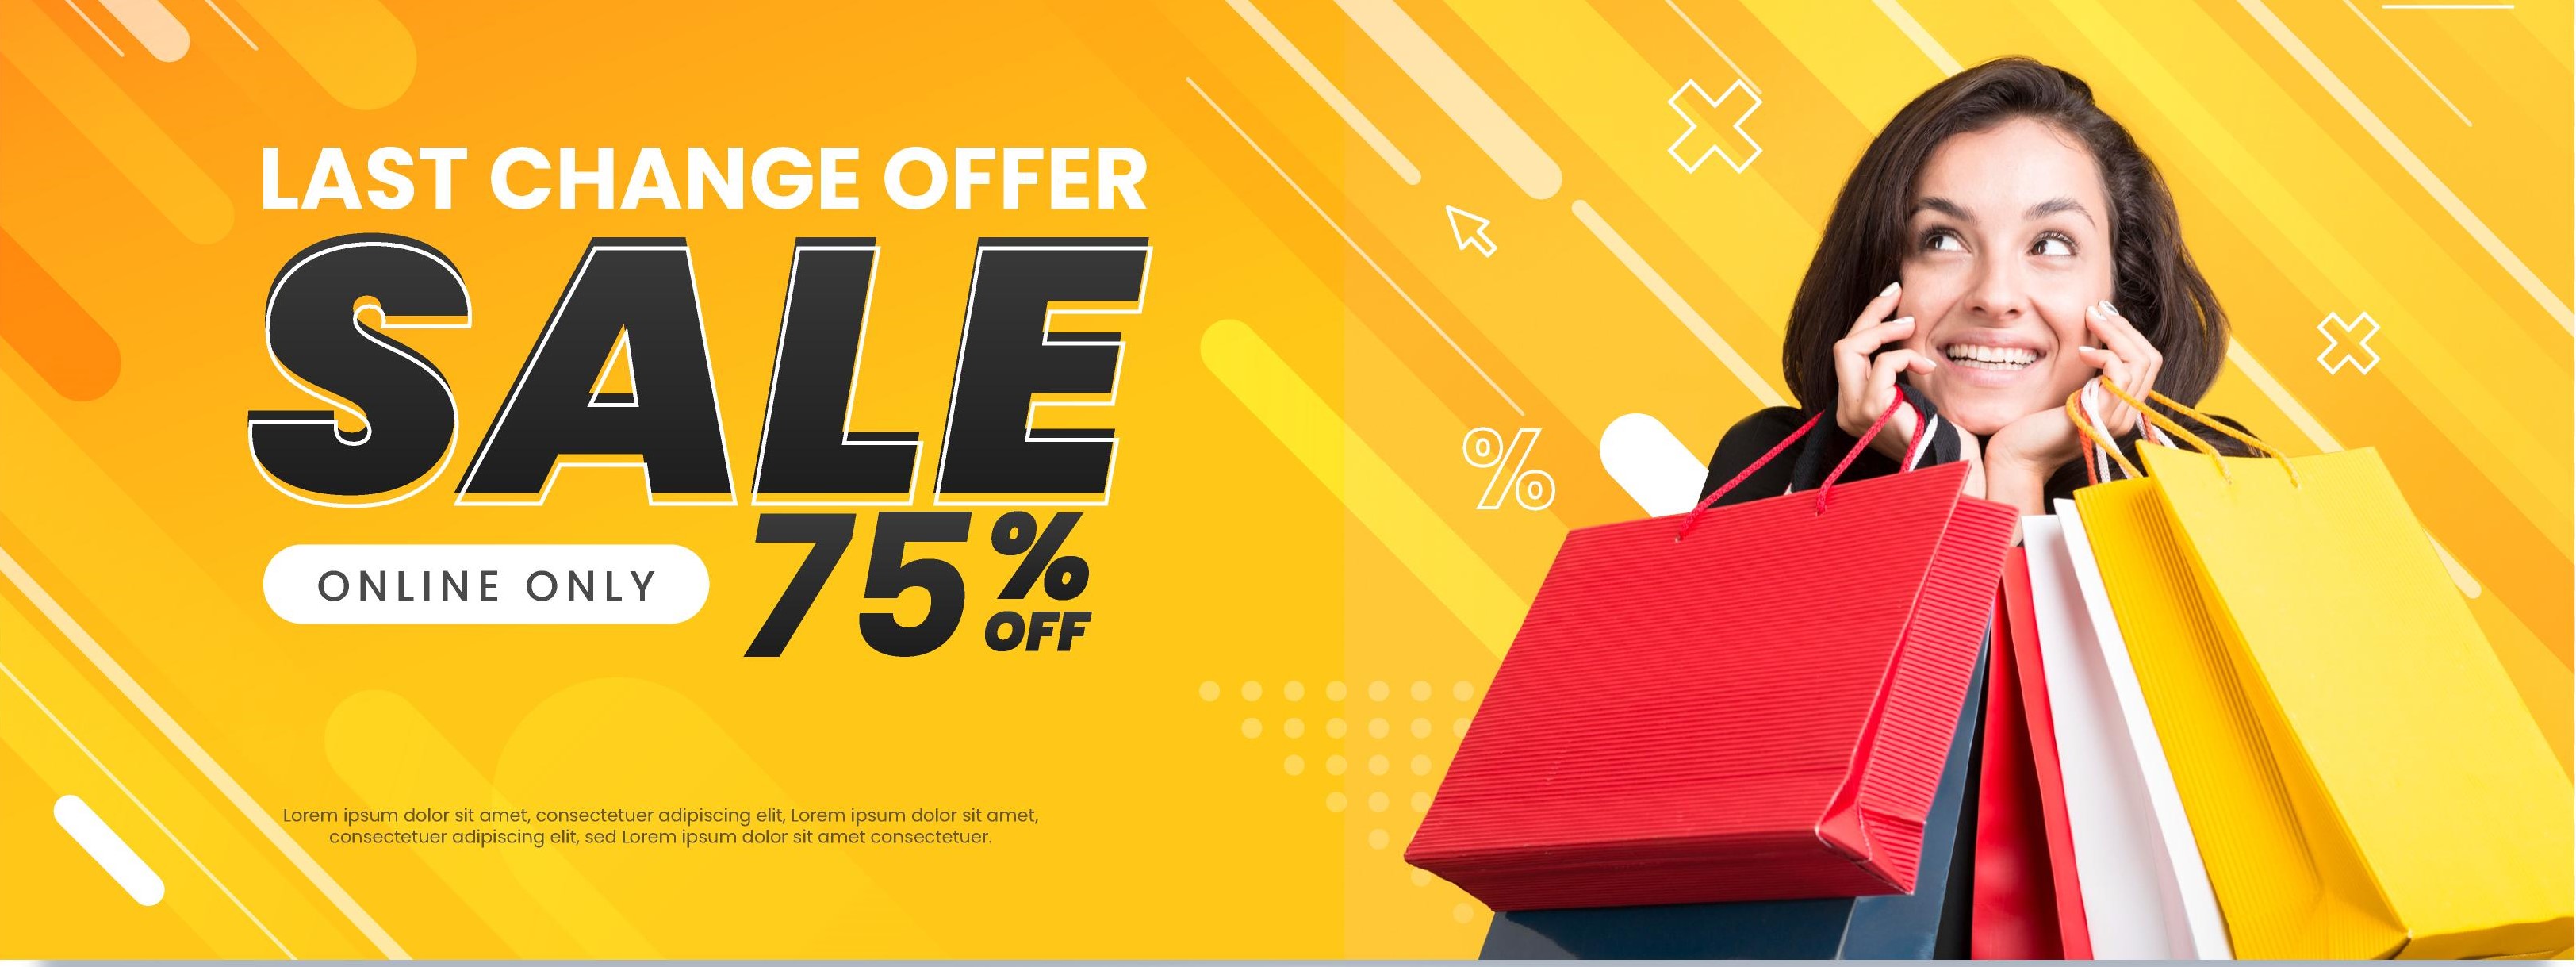 LAST CHANGE OFFER
SALE
ONLINE ONLY
75%
OFF
%
Lorem ipsum dolor sit amet, consectetuer adipiscing elit, Lorem ipsum dolor sit amet,
consectetuer adipiscing elit, sed Lorem ipsum dolor sit amet consectetuer.